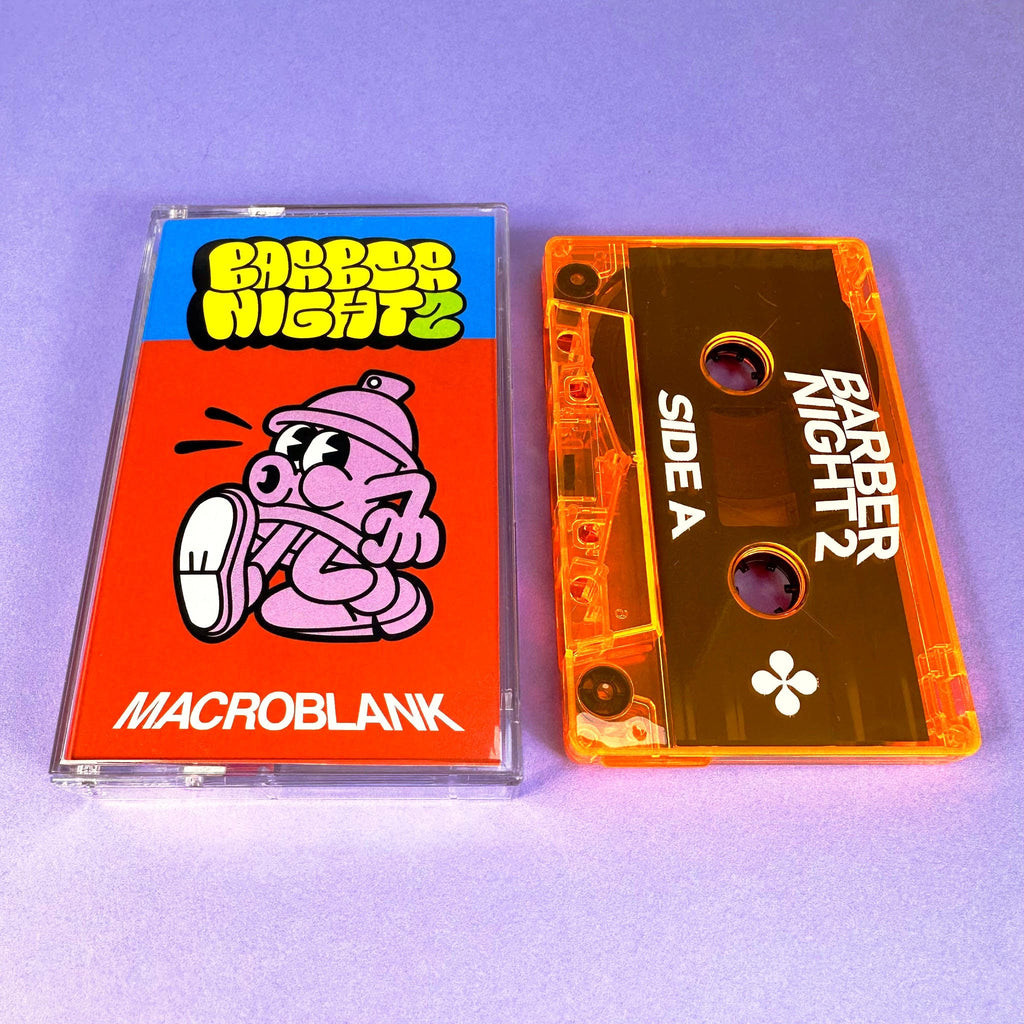 BARBER
NIGHT 2
MACROBLANK
BARBER
NIGHT 2
SIDE A